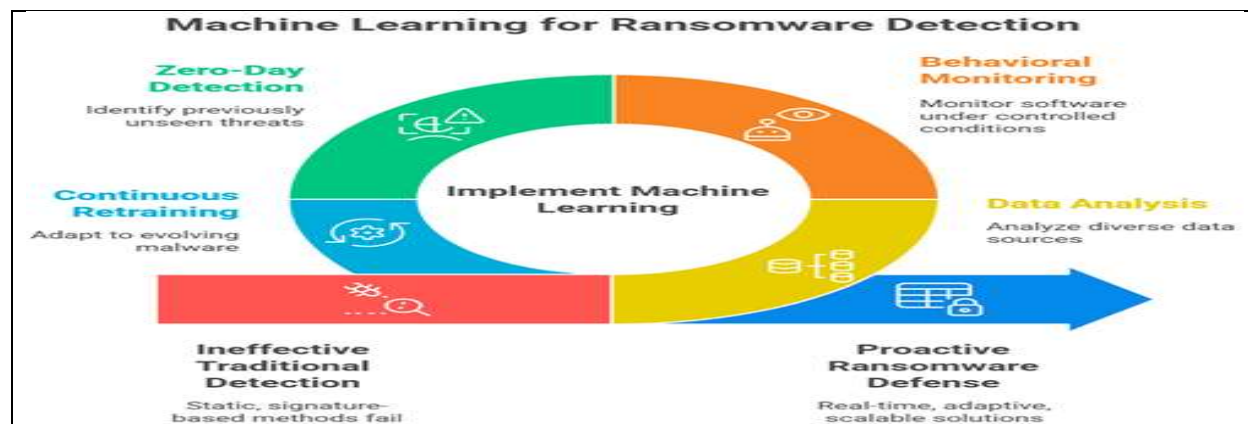 Machine Learning for Ransomware Detection
Zero-Day
Detection
Identify previously
unseen threats
Behavioral
Monitoring
Monitor software
under controlled
conditions
Continuous
Retraining
Adapt to evolving
malware
Implement Machine
Learning
Data Analysis
Analyze diverse data
sources
Ineffective
Traditional
Detection
Static, signature-
based methods fail
Proactive
Ransomware
Defense
Real-time, adaptive,
scalable solutions